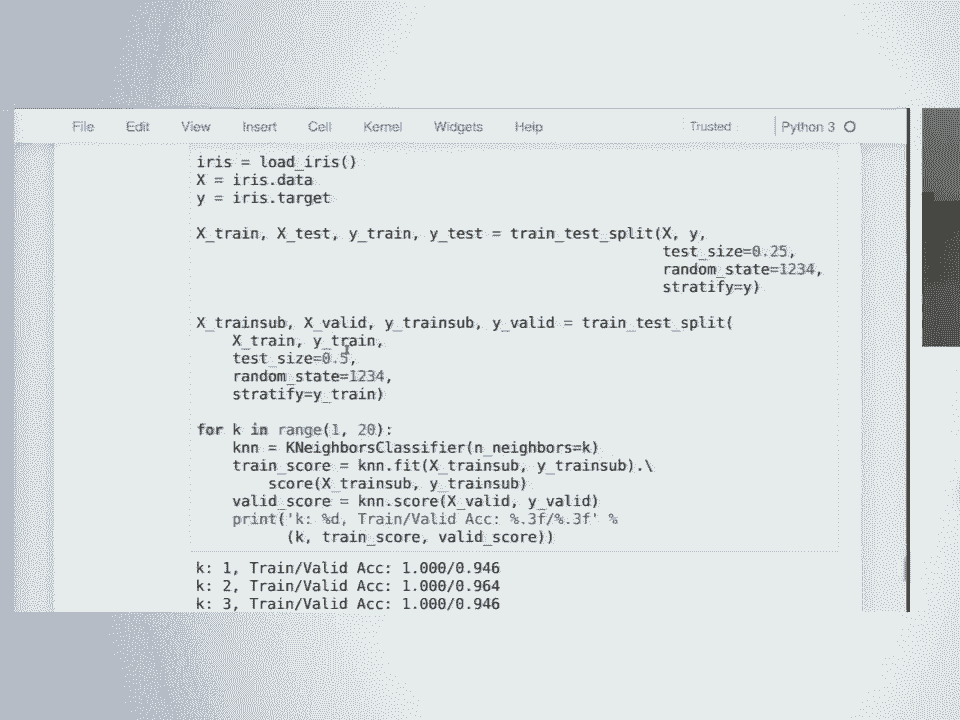 File Edit View Insert Cell Kernel Widgets Help Trusted Python 3
iris = load_iris()
X = iris.data
y = iris.target
X_train, X_test, y_train, y_test = train_test_split(X, y,
test_size=0.25,
random_state=1234,
stratify=y)
X_trainsub, X_valid, y_trainsub, y_valid = train_test_split(
X_train, y_train,
test_size=0.5,
random_state=1234,
stratify=y_train)
for k in range(1, 20):
knn = KNeighborsClassifier(n_neighbors=k)
train_score = knn.fit(X_trainsub, y_trainsub).\
score(X_trainsub, y_trainsub)
valid_score = knn.score(X_valid, y_valid)
print('k: %d, Train/Valid Acc: %.3f/%.3f' %
(k, train_score, valid_score))
k: 1, Train/Valid Acc: 1.000/0.946
k: 2, Train/Valid Acc: 1.000/0.964
k: 3, Train/Valid Acc: 1.000/0.946